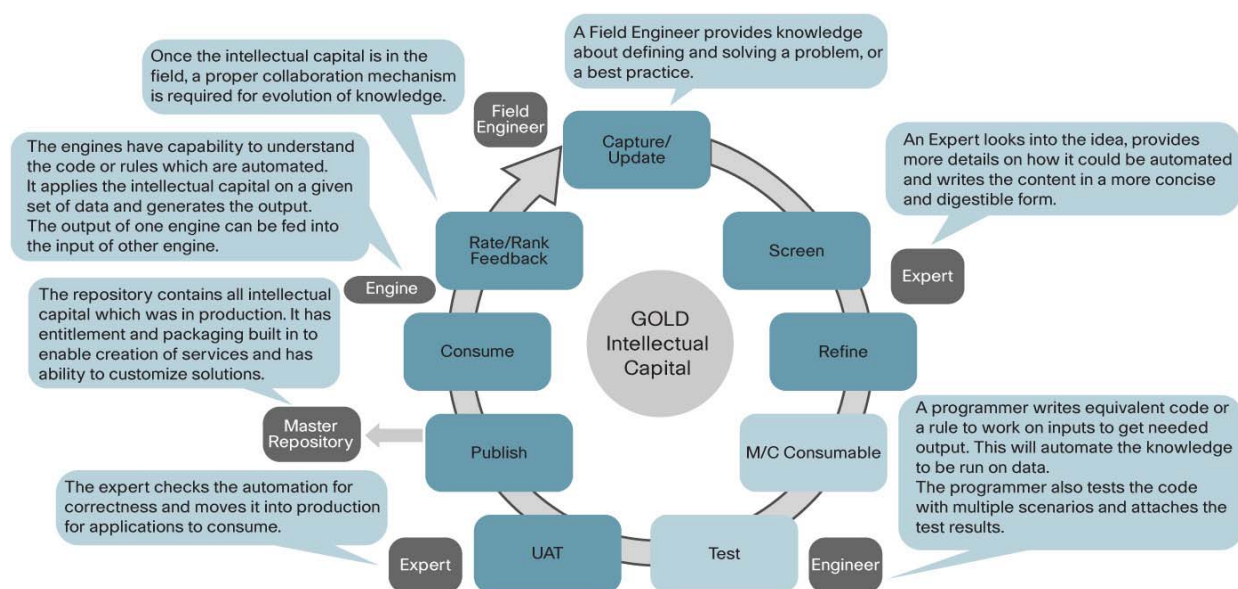 Once the intellectual capital is in the
field, a proper collaboration mechanism
is required for evolution of knowledge.
A Field Engineer provides knowledge
about defining and solving a problem, or
a best practice.
Field
Engineer
Capture/
Update
The engines have capability to understand
the code or rules which are automated.
It applies the intellectual capital on a given
set of data and generates the output.
The output of one engine can be fed into
the input of other engine.
An Expert looks into the idea, provides
more details on how it could be automated
and writes the content in a more concise
and digestible form.
Rate/Rank
Feedback
Screen
Engine
Expert
The repository contains all intellectual
capital which was in production. It has
entitlement and packaging built in to
enable creation of services and has
ability to customize solutions.
GOLD
Intellectual
Capital
Consume
Refine
Master
Repository
Publish
M/C Consumable
A programmer writes equivalent code or
a rule to work on inputs to get needed
output. This will automate the knowledge
to be run on data.
The programmer also tests the code
with multiple scenarios and attaches the
test results.
The expert checks the automation for
correctness and moves it into production
for applications to consume.
Expert
UAT
Test
Engineer